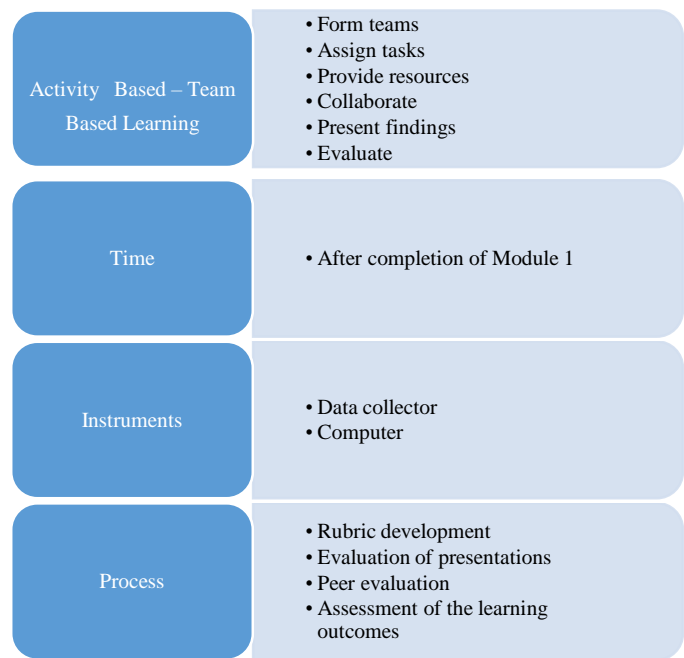 Activity Based – Team
Based Learning
• Form teams
• Assign tasks
• Provide resources
• Collaborate
• Present findings
• Evaluate
Time
• After completion of Module 1
Instruments
• Data collector
• Computer
Process
• Rubric development
• Evaluation of presentations
• Peer evaluation
• Assessment of the learning
outcomes